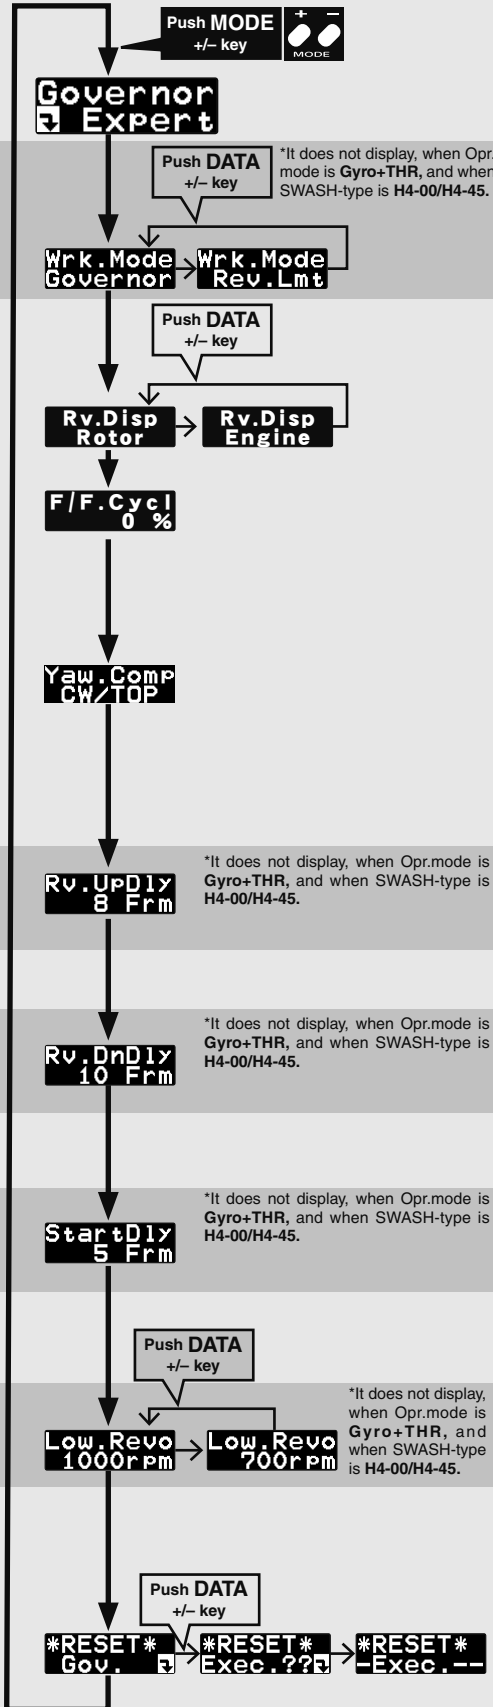 Push MODE
+/– key
+ −
MODE
Governor
Expert
Push DATA
+/– key
*It does not display, when Opr.
mode is Gyro+THR, and when
SWASH-type is H4-00/H4-45.
Wrk.Mode
Governor
Wrk.Mode
Rev.Lmt
Push DATA
+/– key
Rv.Disp
Rotor
Rv.Disp
Engine
F/F.Cycl
0 %
Yaw.Comp
CW/TOP
*It does not display, when Opr.mode is
Gyro+THR, and when SWASH-type is
H4-00/H4-45.
Rv.UpDly
8 Frm
*It does not display, when Opr.mode is
Gyro+THR, and when SWASH-type is
H4-00/H4-45.
Rv.DnDly
10 Frm
*It does not display, when Opr.mode is
Gyro+THR, and when SWASH-type is
H4-00/H4-45.
StartDly
5 Frm
Push DATA
+/– key
*It does not display,
when Opr.mode is
Gyro+THR, and
when SWASH-type
is H4-00/H4-45.
Low.Revo
1000rpm
Low.Revo
700rpm
Push DATA
+/– key
*RESET*
Gov.
*RESET*
Exec.??
*RESET*
-Exec.--